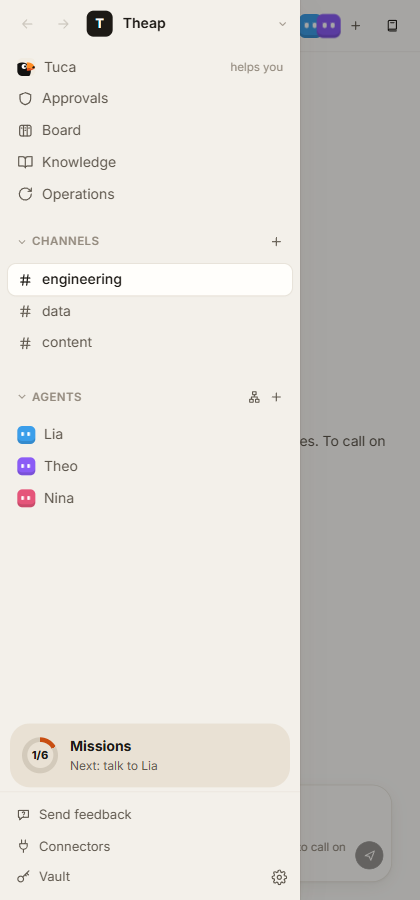 T Theap
Tuca helps you
Approvals
Board
Knowledge
Operations
CHANNELS
# engineering
# data
# content
AGENTS
Lia
Theo
Nina
es. To call on
1/6
Missions
Next: talk to Lia
to call on
Send feedback
Connectors
Vault